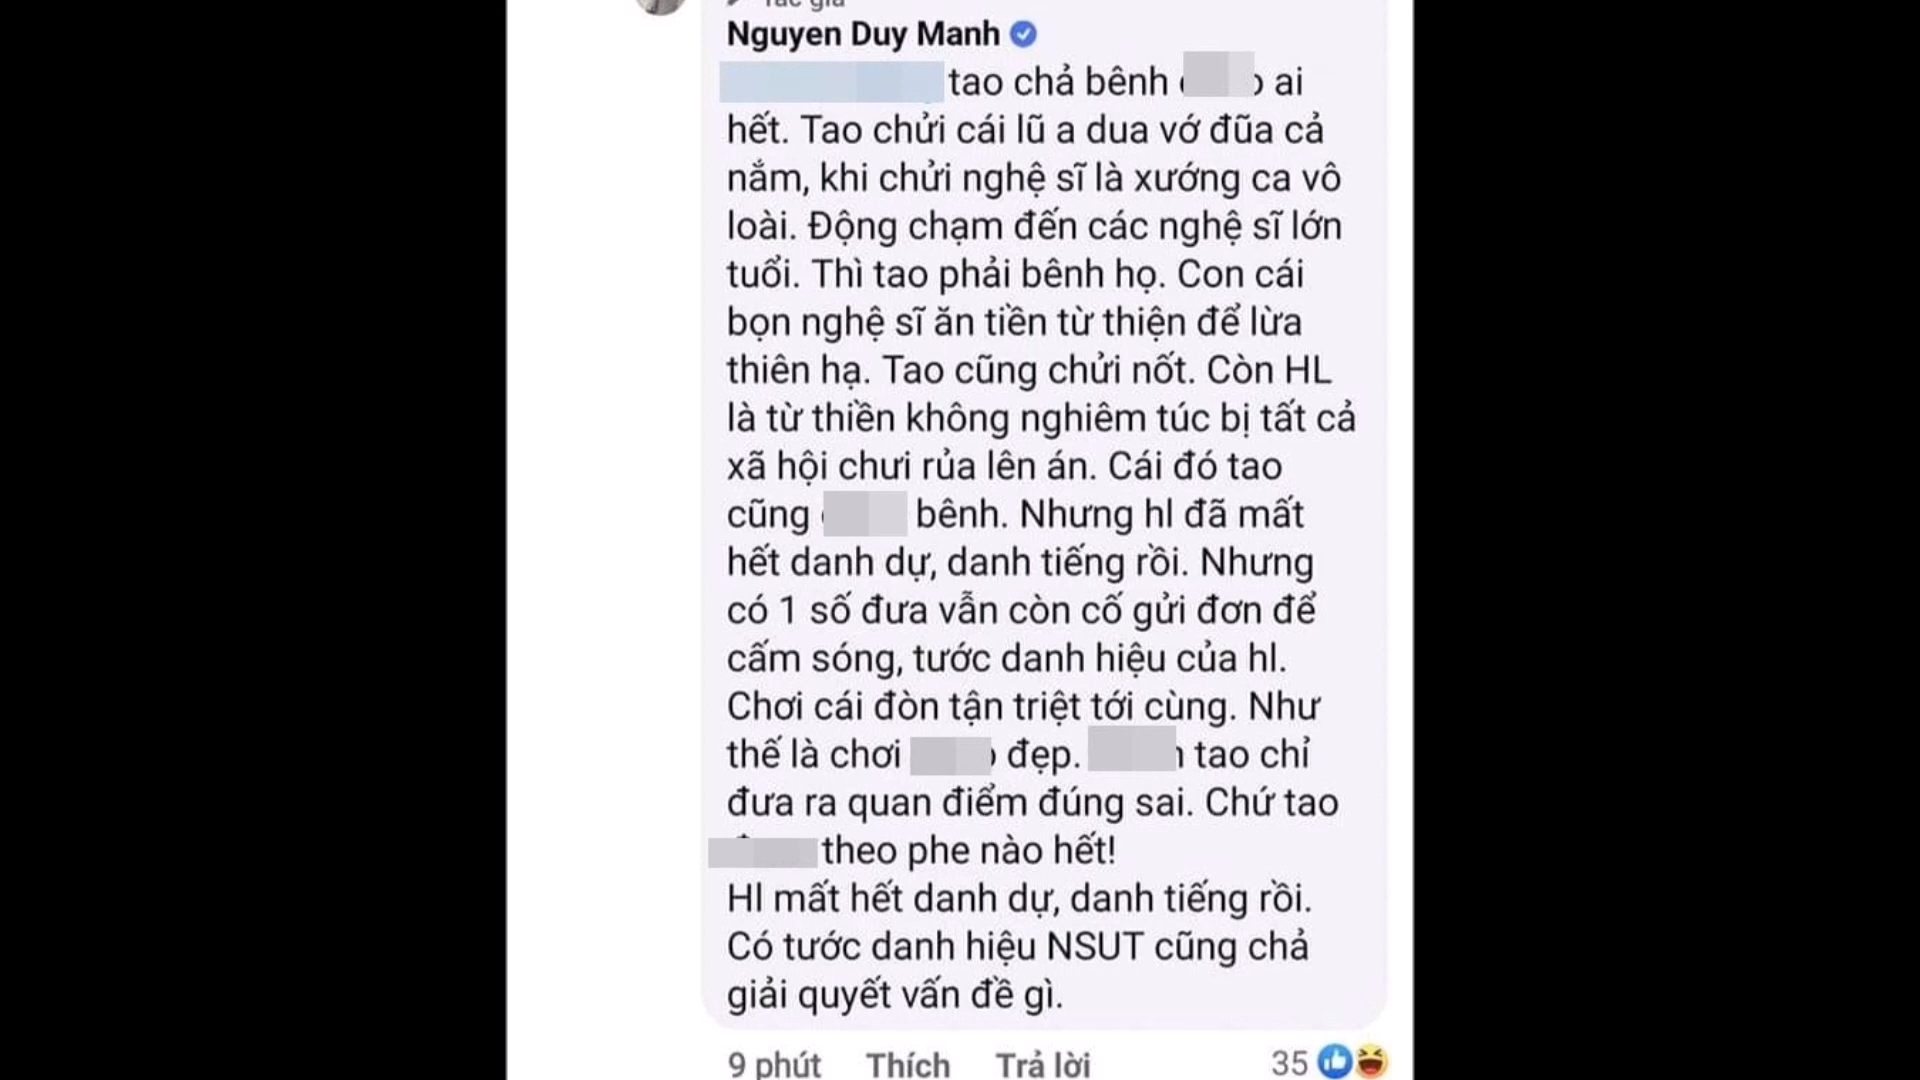 Tác giả
Nguyen Duy Manh
tao chả bênh ai
hết. Tao chửi cái lũ a dua vớ đũa cả
nắm, khi chửi nghệ sĩ là xướng ca vô
loài. Động chạm đến các nghệ sĩ lớn
tuổi. Thì tao phải bênh họ. Con cái
bọn nghệ sĩ ăn tiền từ thiện để lừa
thiên hạ. Tao cũng chửi nốt. Còn HL
là từ thiền không nghiêm túc bị tất cả
xã hội chưi rủa lên án. Cái đó tao
cũng bênh. Nhưng hl đã mất
hết danh dự, danh tiếng rồi. Nhưng
có 1 số đưa vẫn còn cố gửi đơn để
cấm sóng, tước danh hiệu của hl.
Chơi cái đòn tận triệt tới cùng. Như
thế là chơi đẹp. tao chỉ
đưa ra quan điểm đúng sai. Chứ tao
theo phe nào hết!
Hl mất hết danh dự, danh tiếng rồi.
Có tước danh hiệu NSUT cũng chả
giải quyết vấn đề gì.
9 phút Thích Trả lời 35